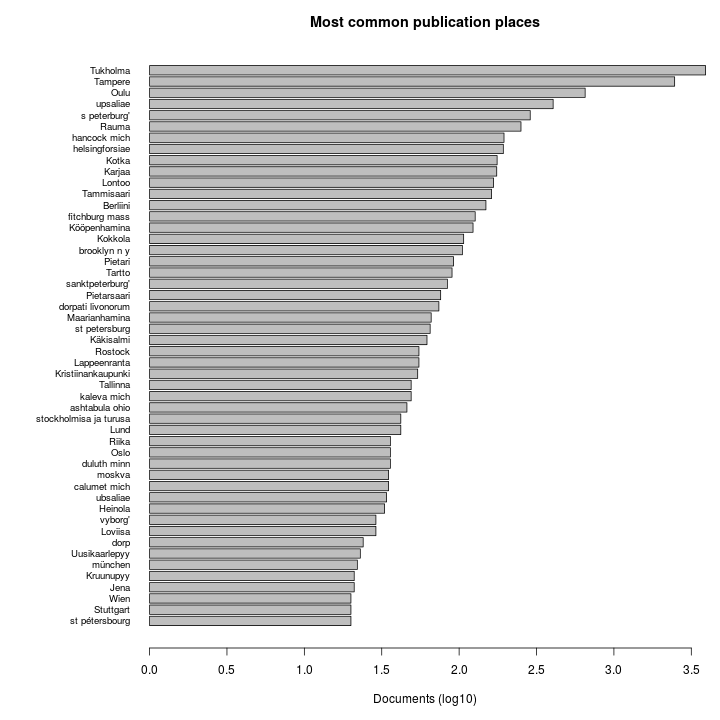 Most common publication places
Tukholma
Tampere
Oulu
upsaliae
s peterburg'
Rauma
hancock mich
helsingforsiae
Kotka
Karjaa
Lontoo
Tammisaari
Berliini
fitchburg mass
Kööpenhamina
Kokkola
brooklyn n y
Pietari
Tartto
sanktpeterburg'
Pietarsaari
dorpati livonorum
Maarianhamina
st petersburg
Käkisalmi
Rostock
Lappeenranta
Kristiinankaupunki
Tallinna
kaleva mich
ashtabula ohio
stockholmisa ja turusa
Lund
Riika
Oslo
duluth minn
moskva
calumet mich
ubsaliae
Heinola
vyborg'
Loviisa
dorp
Uusikaarlepyy
münchen
Kruunupyy
Jena
Wien
Stuttgart
st pétersbourg
0.0 0.5 1.0 1.5 2.0 2.5 3.0 3.5
Documents (log10)